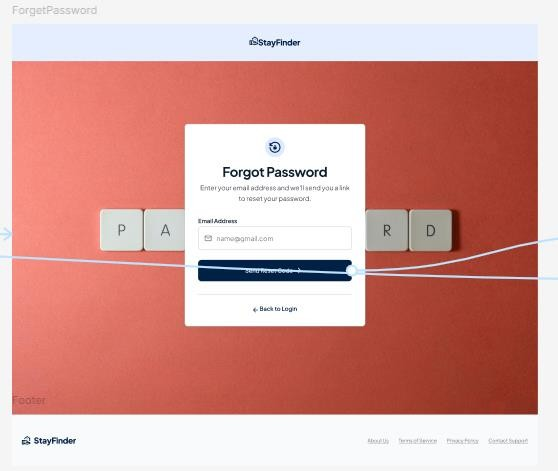 ForgetPassword
StayFinder
Forgot Password
Enter your email address and we'll send you a link
to reset your password.
P A R D
Email Address
name@gmail.com
Send Reset Code →
← Back to Login
Footer
StayFinder
About Us Terms of Service Privacy Policy Contact Support